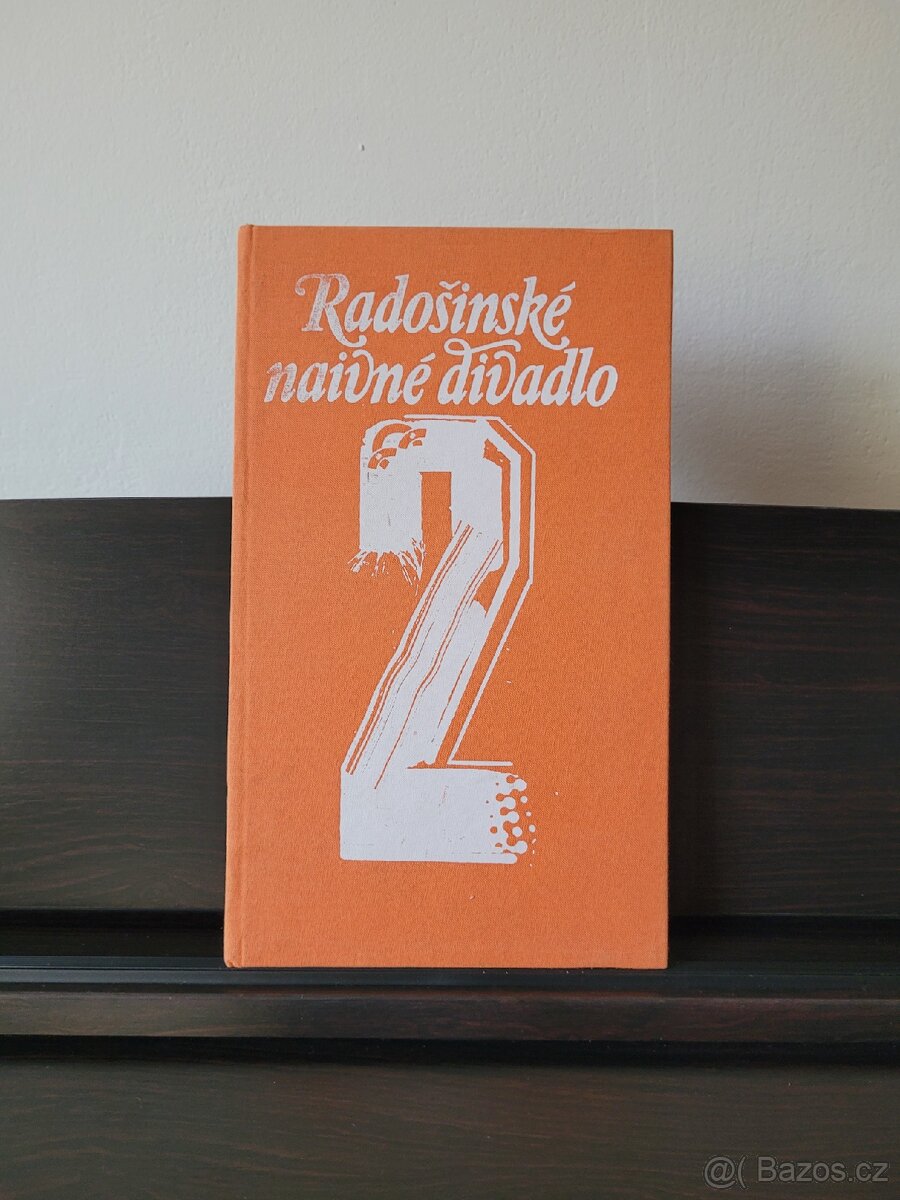 Radošinské
naivné divadlo
2
@( Bazos.cz